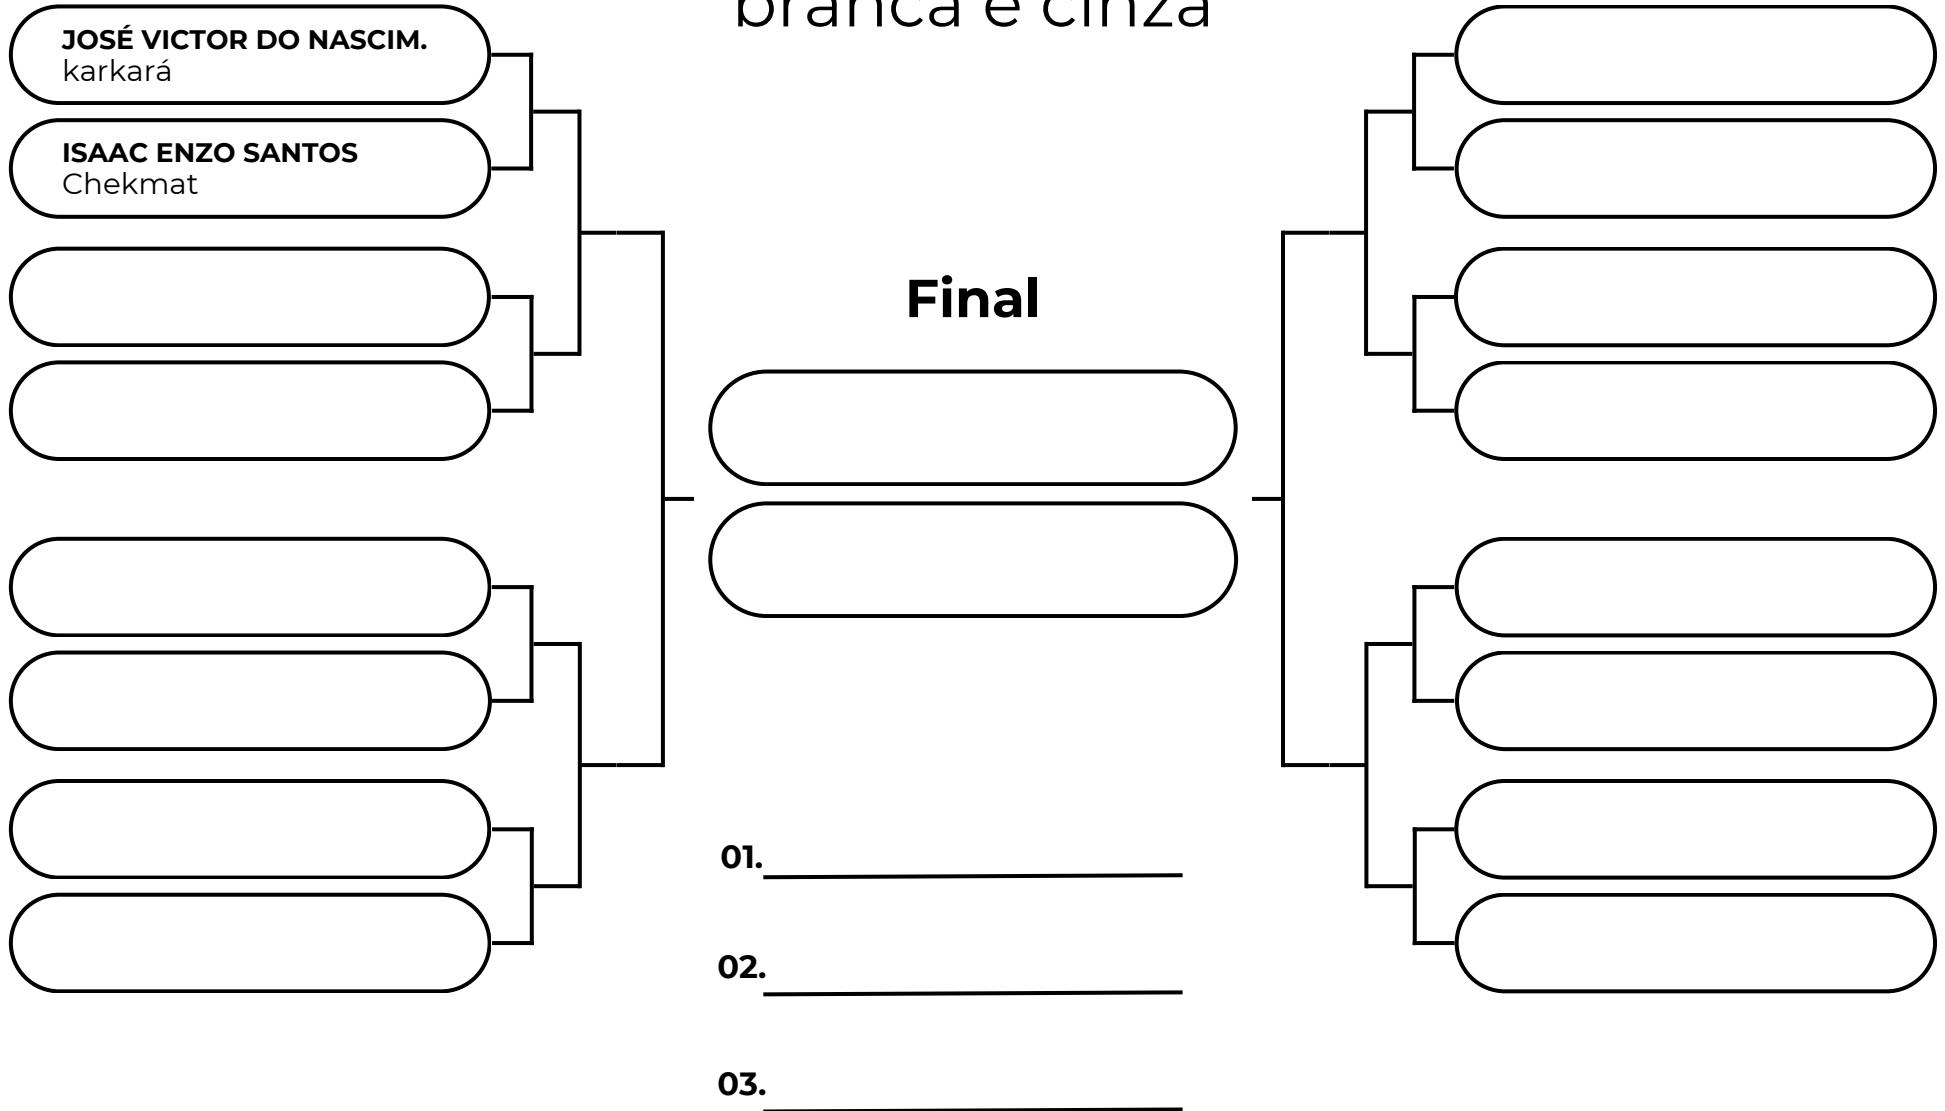 branca e cinza
JOSÉ VICTOR DO NASCIM.
karkará
ISAAC ENZO SANTOS
Chekmat
Final
01.
02.
03.